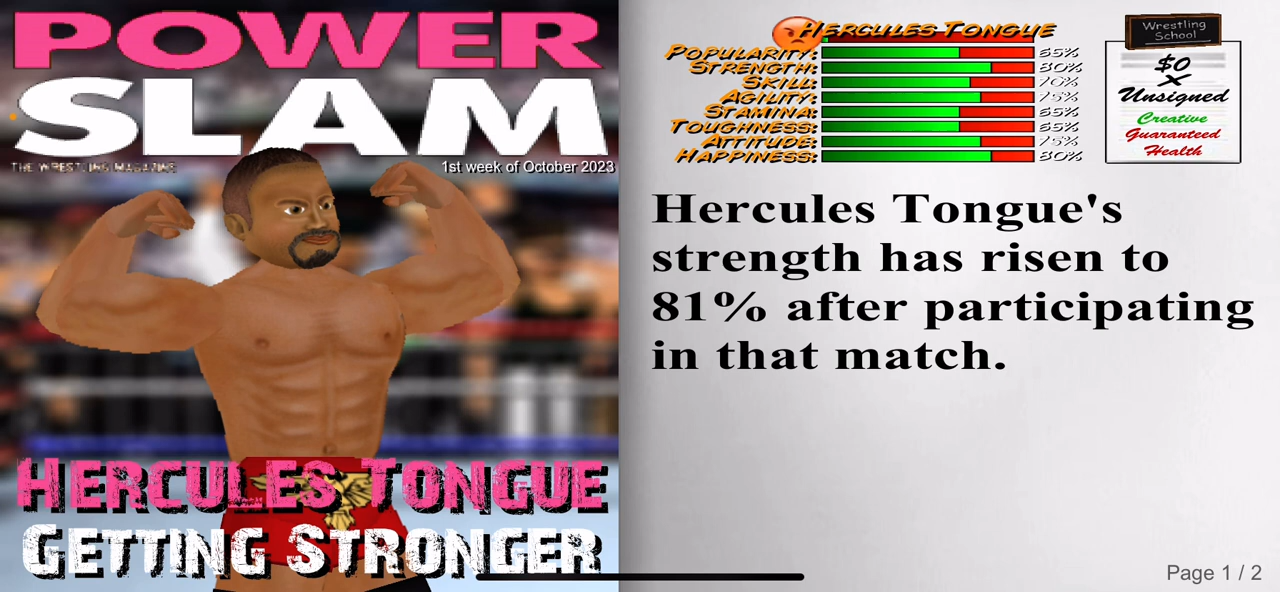 POWER
SLAM
THE WRESTLING MAGAZINE
1st week of October 2023
HERCULES TONGUE
GETTING STRONGER
HERCULES TONGUE
POPULARITY: 65%
STRENGTH: 80%
SKILL: 70%
AGILITY: 75%
STAMINA: 65%
TOUGHNESS: 65%
ATTITUDE: 75%
HAPPINESS: 80%
Wrestling
School
$0
X
Unsigned
Creative
Guaranteed
Health
Hercules Tongue's
strength has risen to
81% after participating
in that match.
Page 1 / 2